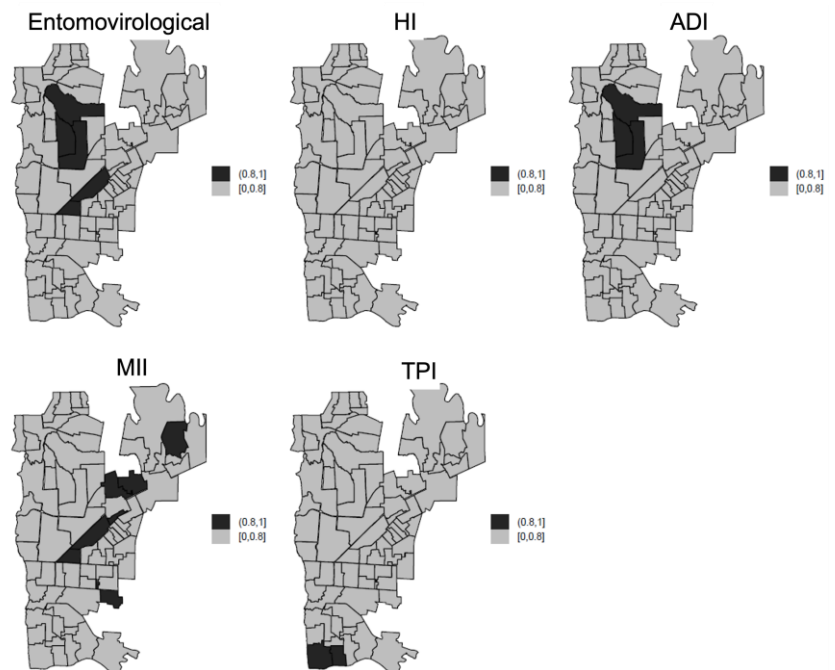 Entomovirological
HI
ADI
(0.8,1]
[0,0.8]
(0.8,1]
[0,0.8]
(0.8,1]
[0,0.8]
MII
TPI
(0.8,1]
[0,0.8]
(0.8,1]
[0,0.8]